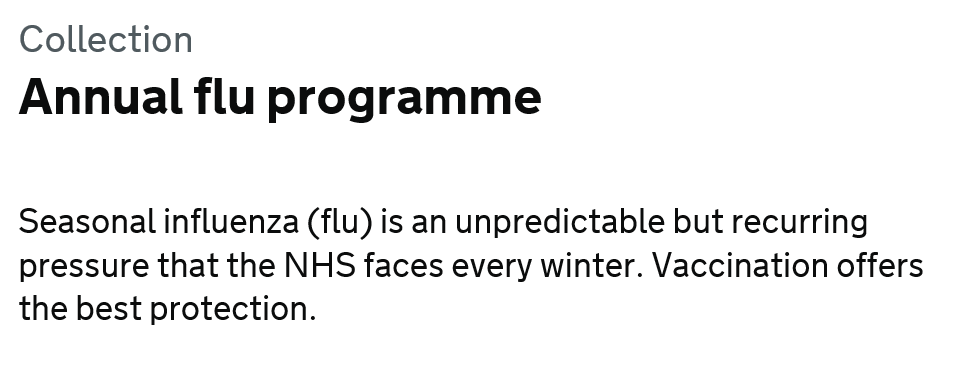 Collection
Annual flu programme
Seasonal influenza (flu) is an unpredictable but recurring
pressure that the NHS faces every winter. Vaccination offers
the best protection.